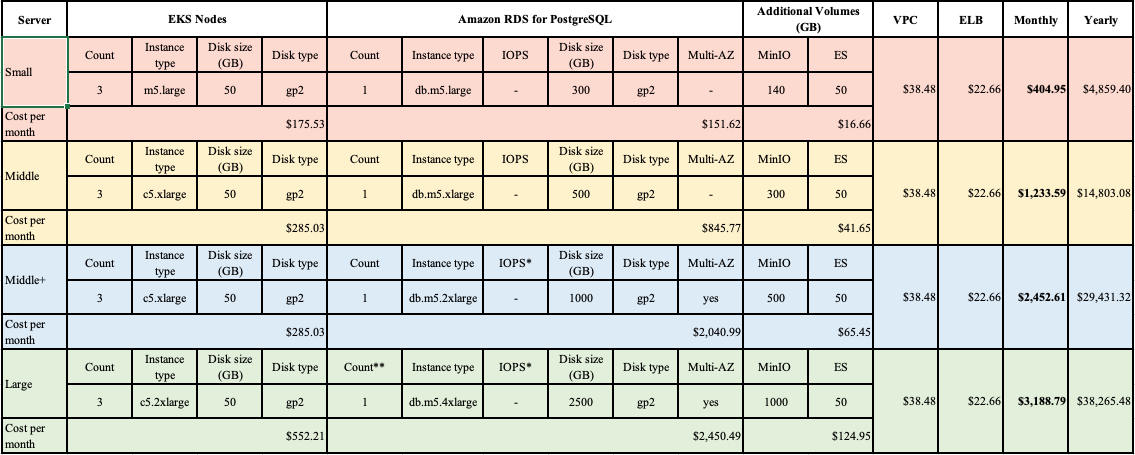 Server EKS Nodes Amazon RDS for PostgreSQL Additional Volumes (GB) VPC ELB Monthly Yearly
Small Count Instance type Disk size (GB) Disk type Count Instance type IOPS Disk size (GB) Disk type Multi-AZ MinIO ES
3 m5.large 50 gp2 1 db.m5.large - 300 gp2 - 140 50 $38.48 $22.66 $404.95 $4,859.40
Cost per month $175.53 $151.62 $16.66
Middle Count Instance type Disk size (GB) Disk type Count Instance type IOPS Disk size (GB) Disk type Multi-AZ MinIO ES
3 c5.xlarge 50 gp2 1 db.m5.xlarge - 500 gp2 - 300 50 $38.48 $22.66 $1,233.59 $14,803.08
Cost per month $285.03 $845.77 $41.65
Middle+ Count Instance type Disk size (GB) Disk type Count Instance type IOPS* Disk size (GB) Disk type Multi-AZ MinIO ES
3 c5.xlarge 50 gp2 1 db.m5.2xlarge - 1000 gp2 yes 500 50 $38.48 $22.66 $2,452.61 $29,431.32
Cost per month $285.03 $2,040.99 $65.45
Large Count Instance type Disk size (GB) Disk type Count** Instance type IOPS* Disk size (GB) Disk type Multi-AZ MinIO ES
3 c5.2xlarge 50 gp2 1 db.m5.4xlarge - 2500 gp2 yes 1000 50 $38.48 $22.66 $3,188.79 $38,265.48
Cost per month $552.21 $2,450.49 $124.95